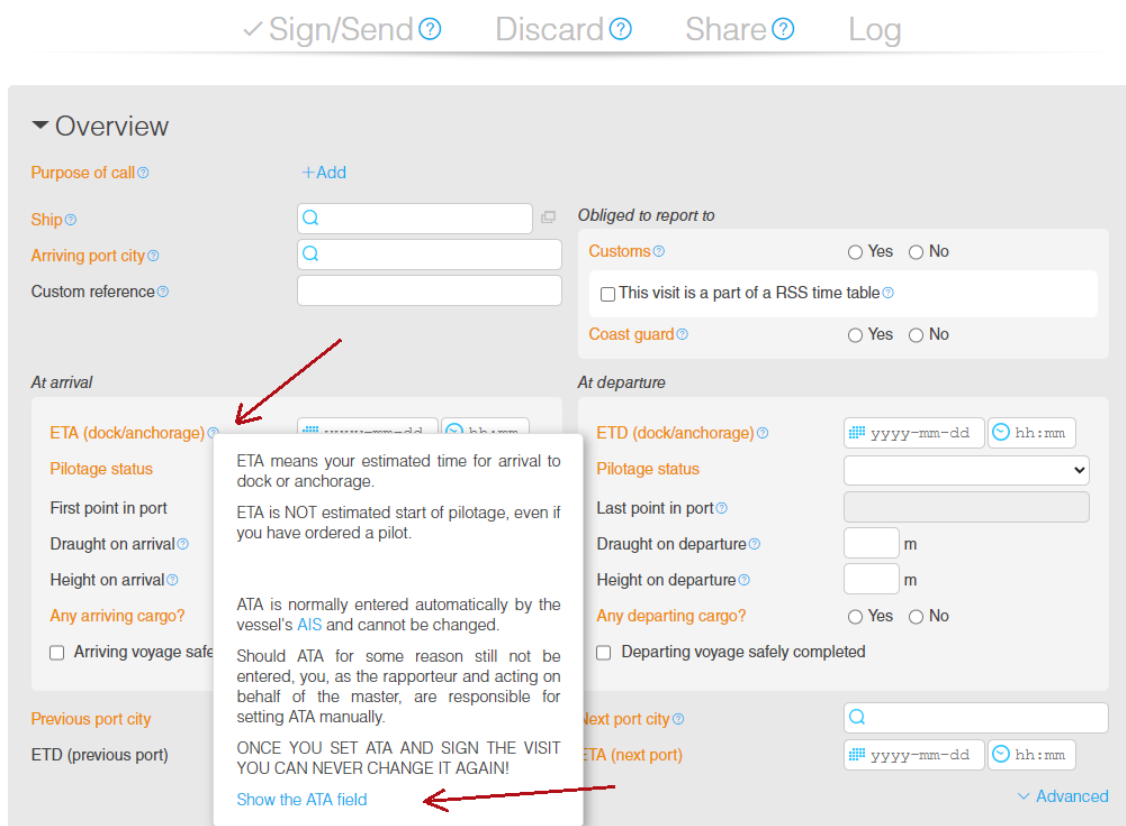 Sign/Send ? Discard ? Share ? Log
Overview
Purpose of call ? +Add
Ship ?
Arriving port city ?
Custom reference ?
Obliged to report to
Customs ? Yes No
This visit is a part of a RSS time table ?
Coast guard ? Yes No
At arrival
ETA (dock/anchorage) ? yyyy-mm-dd hh:mm
Pilotage status
First point in port
Draught on arrival ?
Height on arrival ?
Any arriving cargo?
Arriving voyage safe
ETA means your estimated time for arrival to
dock or anchorage.
ETA is NOT estimated start of pilotage, even if
you have ordered a pilot.
ATA is normally entered automatically by the
vessel's AIS and cannot be changed.
Should ATA for some reason still not be
entered, you, as the rapporteur and acting on
behalf of the master, are responsible for
setting ATA manually.
ONCE YOU SET ATA AND SIGN THE VISIT
YOU CAN NEVER CHANGE IT AGAIN!
Show the ATA field
At departure
ETD (dock/anchorage) ? yyyy-mm-dd hh:mm
Pilotage status
Last point in port ?
Draught on departure ? m
Height on departure ? m
Any departing cargo? Yes No
Departing voyage safely completed
Previous port city
ETD (previous port)
Next port city ?
ETA (next port) yyyy-mm-dd hh:mm
Advanced